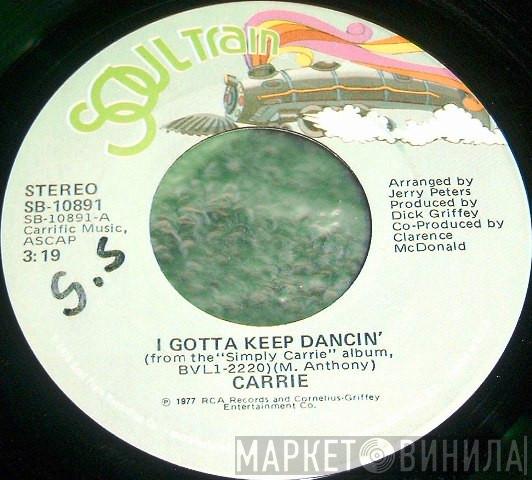 SOUL Train
STEREO
SB-10891
SB-10891-A
Carrific Music,
ASCAP
3:19
S.S
Arranged by
Jerry Peters
Produced by
Dick Griffey
Co-Produced by
Clarence
McDonald
I GOTTA KEEP DANCIN'
(from the "Simply Carrie" album,
BVL1-2220)(M. Anthony)
CARRIE
℗ 1977 RCA Records and Cornelius-Griffey
Entertainment Co.
МАРКЕТ ВИНИЛА